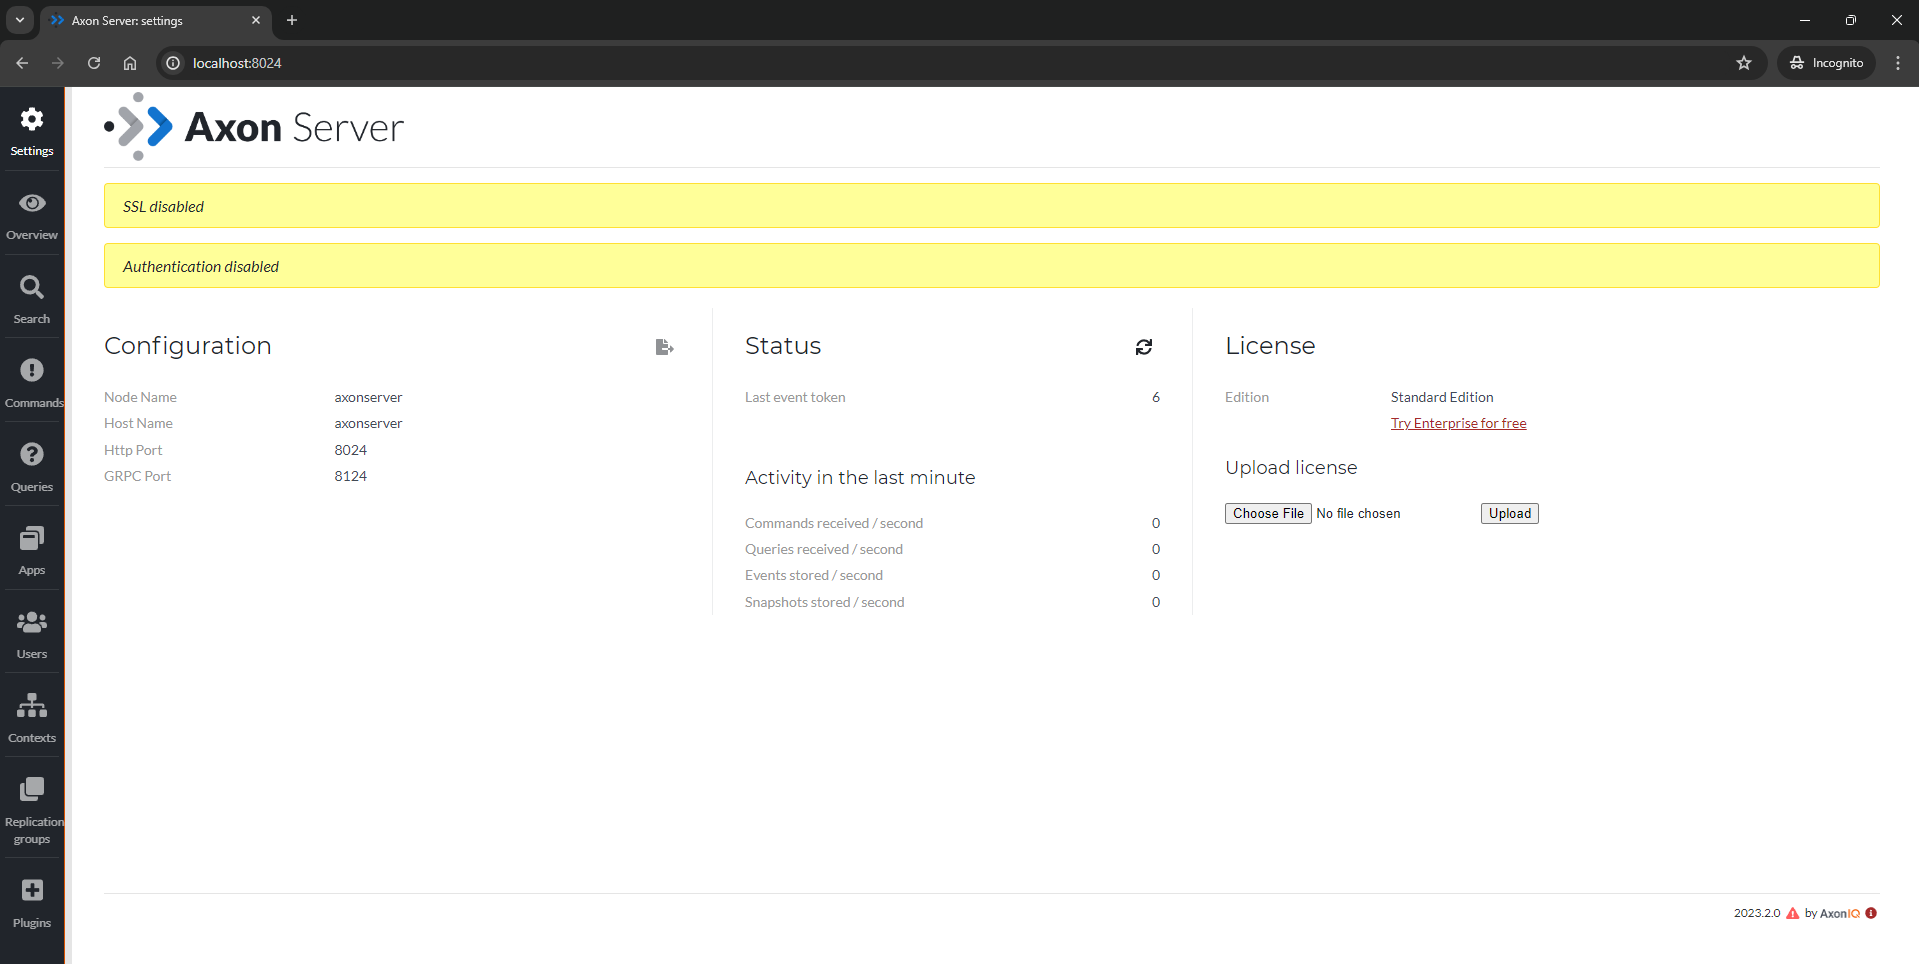 Axon Server: settings
localhost:8024
Incognito
Settings
Overview
Search
Commands
Queries
Apps
Users
Contexts
Replication
groups
Plugins
Axon Server
SSL disabled
Authentication disabled
Configuration
Node Name axonserver
Host Name axonserver
Http Port 8024
GRPC Port 8124
Status
Last event token 6
Activity in the last minute
Commands received / second 0
Queries received / second 0
Events stored / second 0
Snapshots stored / second 0
License
Edition Standard Edition
Try Enterprise for free
Upload license
Choose File No file chosen Upload
2023.2.0 by AxonIQ